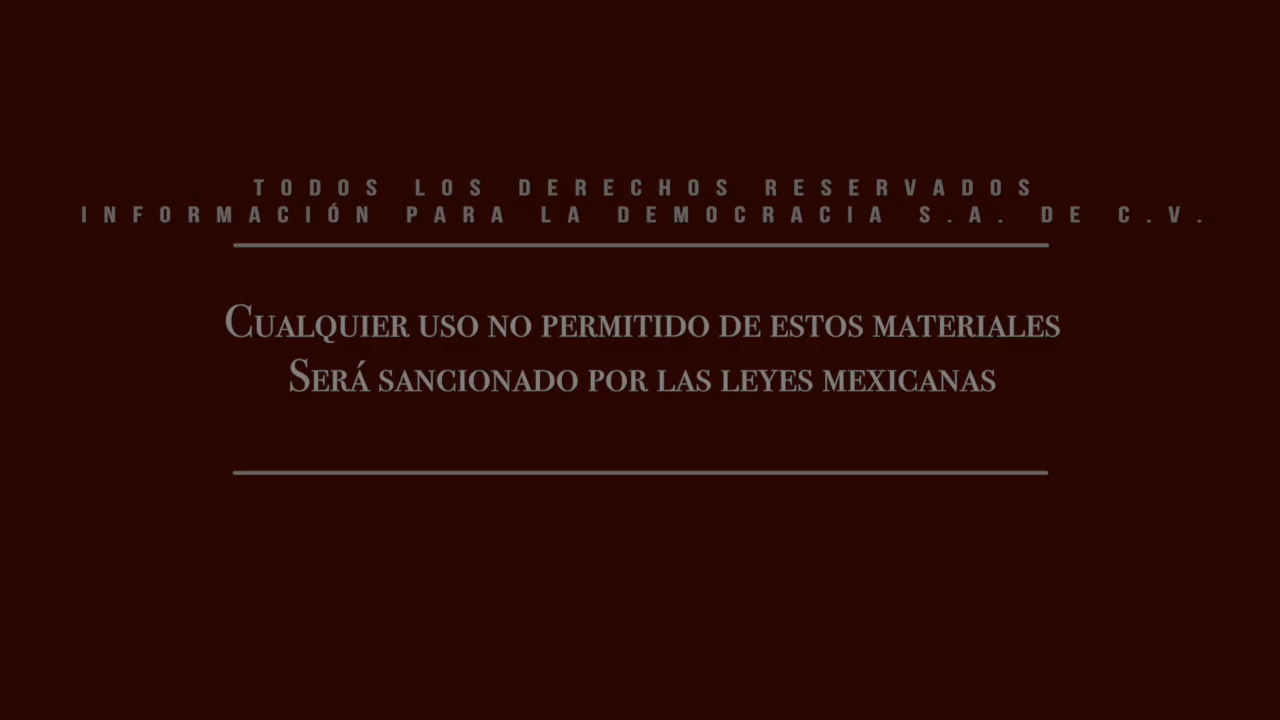 TODOS LOS DERECHOS RESERVADOS
INFORMACIÓN PARA LA DEMOCRACIA S.A. DE C.V.
CUALQUIER USO NO PERMITIDO DE ESTOS MATERIALES
SERÁ SANCIONADO POR LAS LEYES MEXICANAS